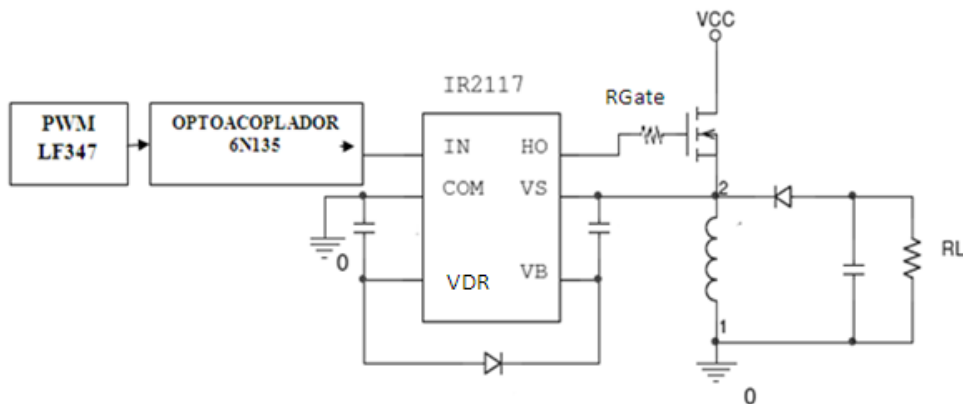 VCC
IR2117
RGate
PWM
LF347
OPTOACOPLADOR
6N135
IN HO
COM VS
2
0
VDR VB
RL
1
0